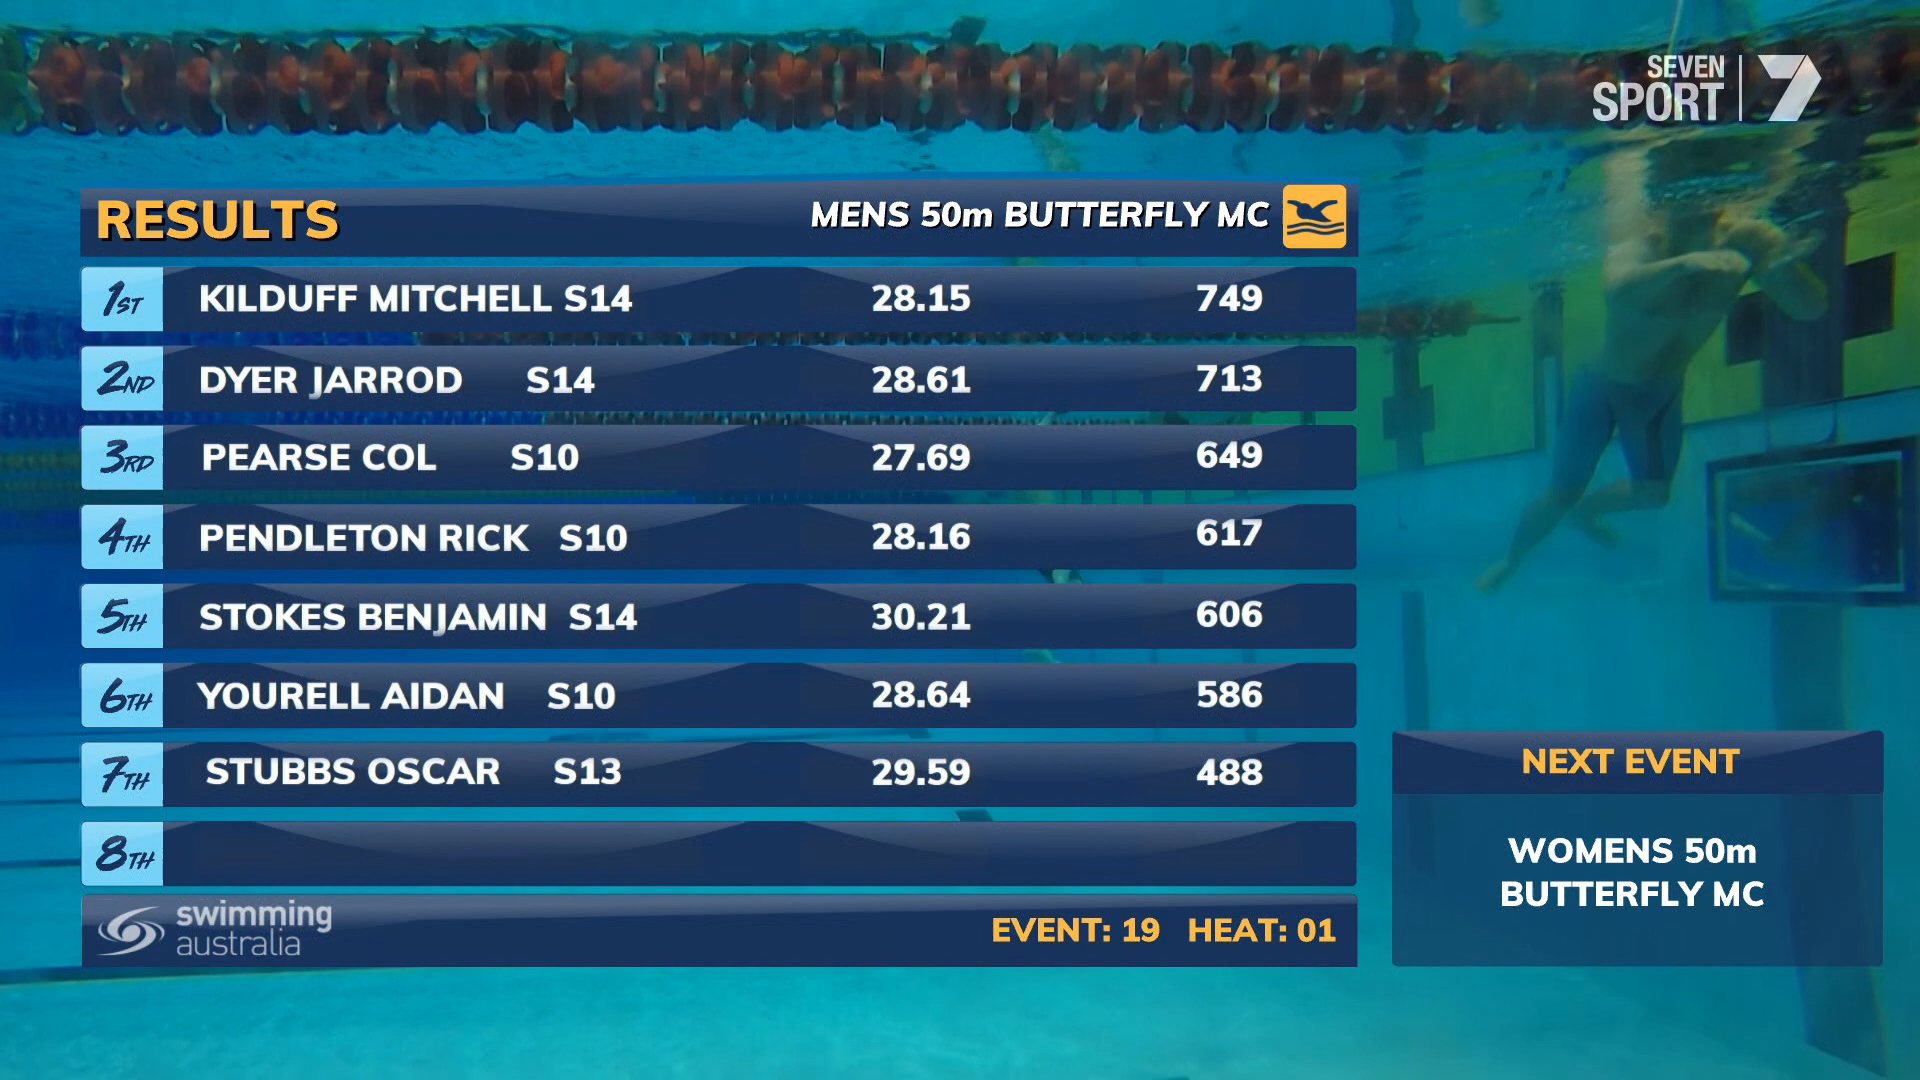 SEVEN
SPORT 7
RESULTS MENS 50m BUTTERFLY MC
1ST KILDUFF MITCHELL S14 28.15 749
2ND DYER JARROD S14 28.61 713
3RD PEARSE COL S10 27.69 649
4TH PENDLETON RICK S10 28.16 617
5TH STOKES BENJAMIN S14 30.21 606
6TH YOURELL AIDAN S10 28.64 586
7TH STUBBS OSCAR S13 29.59 488
8TH
swimming
australia
EVENT: 19 HEAT: 01
NEXT EVENT
WOMENS 50m
BUTTERFLY MC